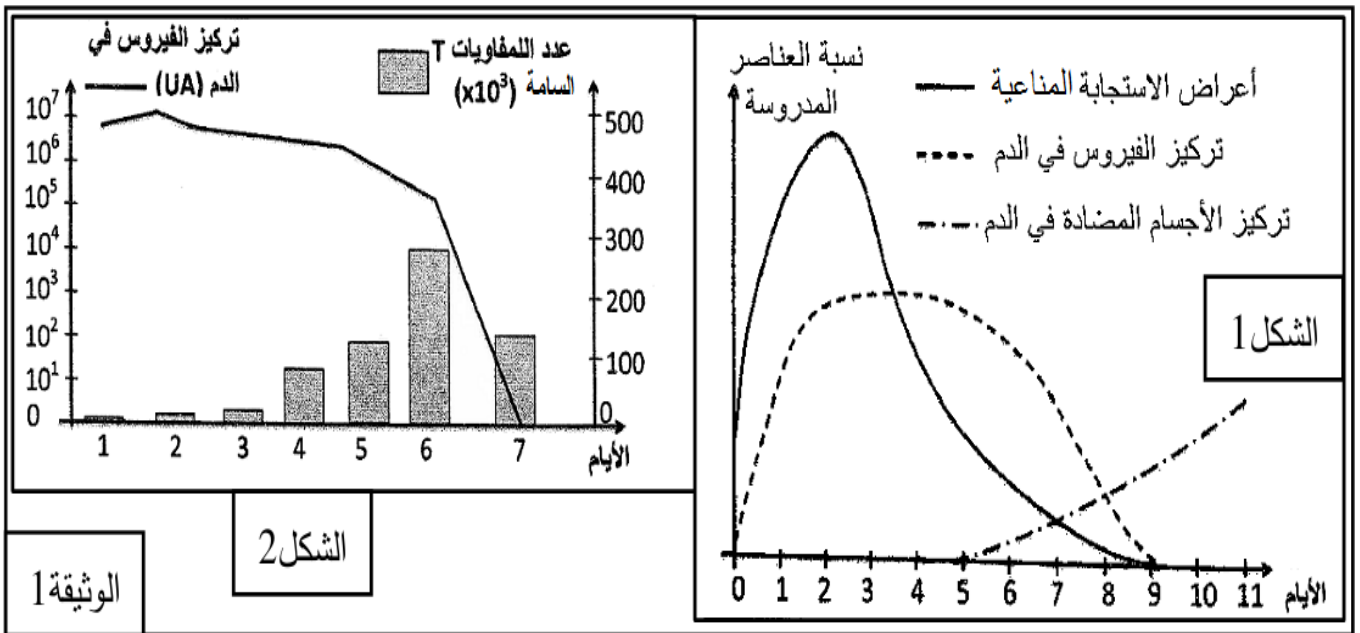 نسبة العناصر
المدروسة
أعراض الاستجابة المناعية
تركيز الفيروس في الدم
تركيز الأجسام المضادة في الدم
الشكل1
0 1 2 3 4 5 6 7 8 9 10 11 الأيام
تركيز الفيروس في
الدم (UA)
عدد اللمفاويات T
السامة (x10³)
10⁷
10⁶
10⁵
10⁴
10³
10²
10¹
0
500
400
300
200
100
0
1 2 3 4 5 6 7 الأيام
الشكل2
الوثيقة1